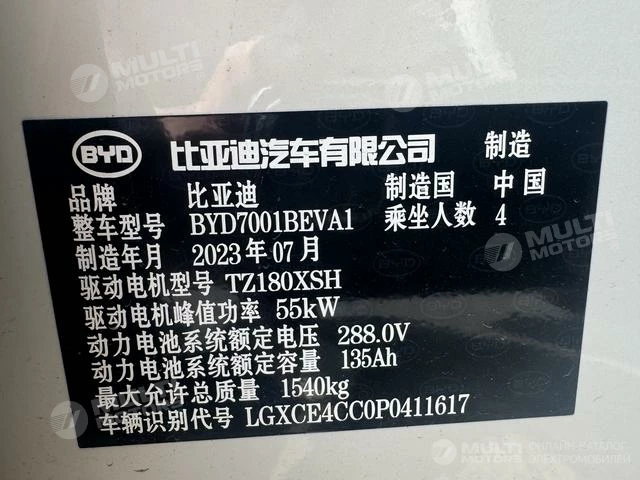 BYD 比亚迪汽车有限公司 制造
品牌 比亚迪 制造国 中国
整车型号 BYD7001BEVA1 乘坐人数 4
制造年月 2023年07月
驱动电机型号 TZ180XSH
驱动电机峰值功率 55kW
动力电池系统额定电压 288.0V
动力电池系统额定容量 135Ah
最大允许总质量 1540kg
车辆识别代号 LGXCE4CC0P0411617
MULTI MOTORS
ОНЛАЙН-КАТАЛОГ
ЭЛЕКТРОМОБИЛЕЙ